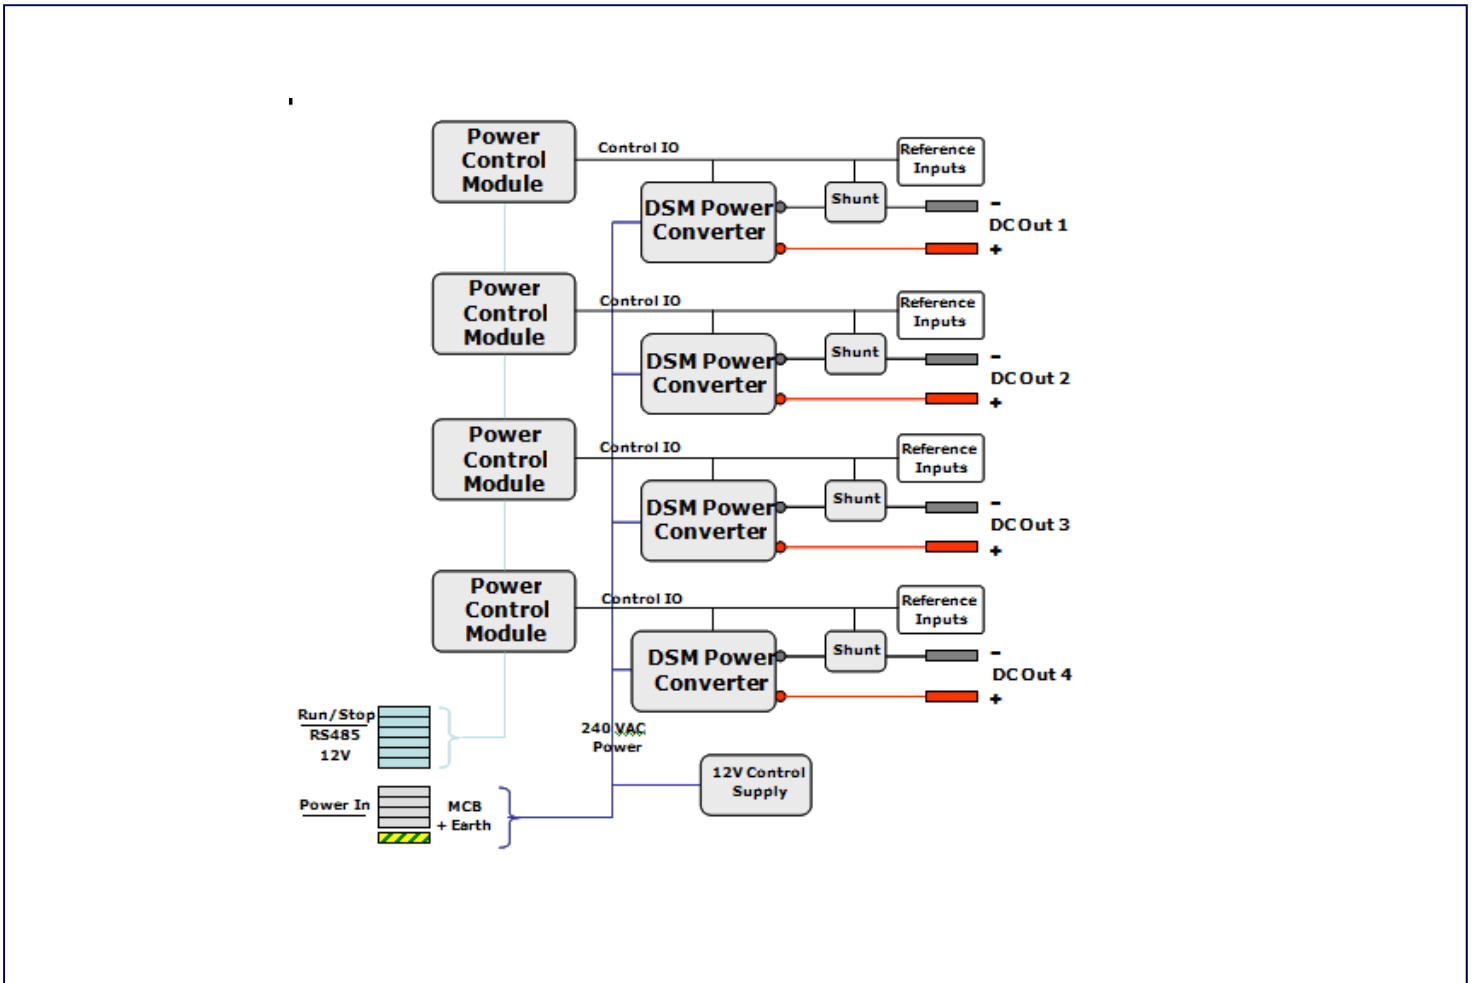 Power
Control
Module
Control IO
Reference
Inputs
DSM Power
Converter
Shunt
-
DC Out 1
+
Power
Control
Module
Control IO
Reference
Inputs
DSM Power
Converter
Shunt
-
DC Out 2
+
Power
Control
Module
Control IO
Reference
Inputs
DSM Power
Converter
Shunt
-
DC Out 3
+
Power
Control
Module
Control IO
Reference
Inputs
DSM Power
Converter
Shunt
-
DC Out 4
+
Run/Stop
RS485
12V
240 VAC
Power
12V Control
Supply
Power In
MCB
+ Earth